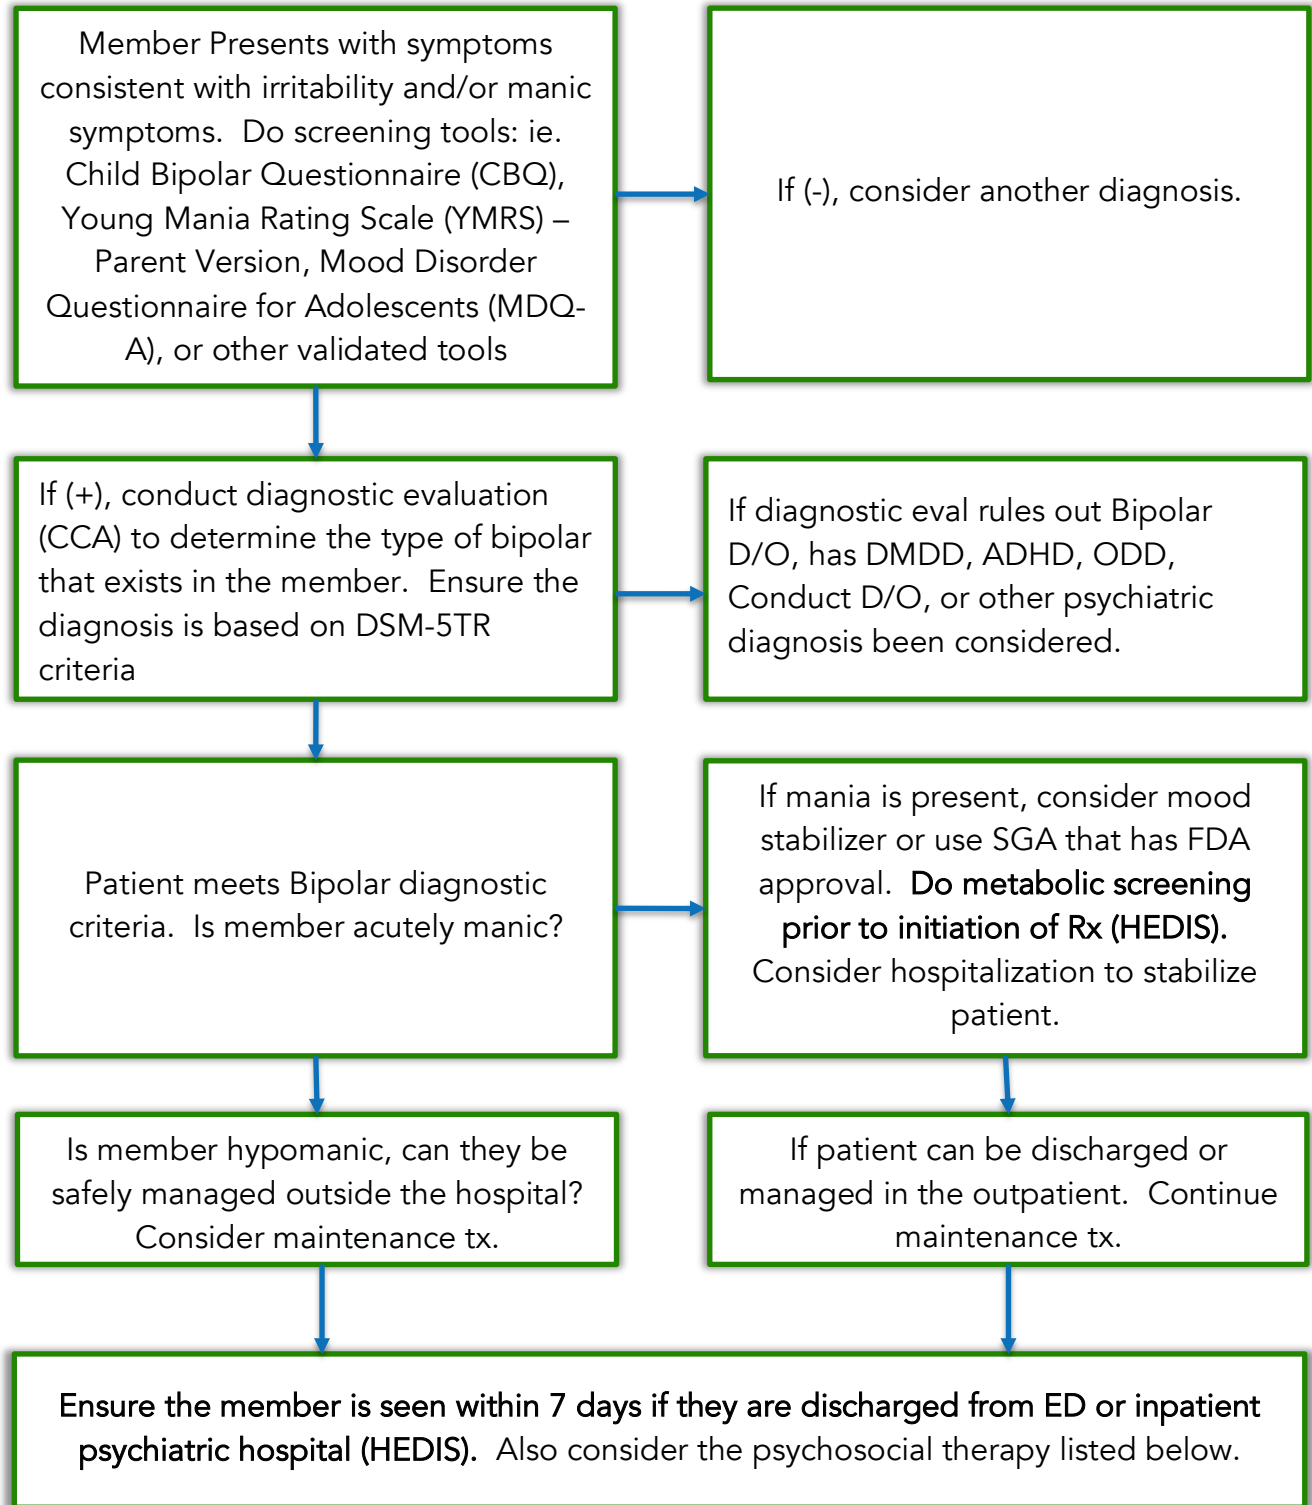 Member Presents with symptoms
consistent with irritability and/or manic
symptoms.  Do screening tools: ie.
Child Bipolar Questionnaire (CBQ),
Young Mania Rating Scale (YMRS) –
Parent Version, Mood Disorder
Questionnaire for Adolescents (MDQ-
A), or other validated tools
If (-), consider another diagnosis.
If (+), conduct diagnostic evaluation
(CCA) to determine the type of bipolar
that exists in the member.  Ensure the
diagnosis is based on DSM-5TR
criteria
If diagnostic eval rules out Bipolar
D/O, has DMDD, ADHD, ODD,
Conduct D/O, or other psychiatric
diagnosis been considered.
Patient meets Bipolar diagnostic
criteria.  Is member acutely manic?
If mania is present, consider mood
stabilizer or use SGA that has FDA
approval.  Do metabolic screening
prior to initiation of Rx (HEDIS).
Consider hospitalization to stabilize
patient.
Is member hypomanic, can they be
safely managed outside the hospital?
Consider maintenance tx.
If patient can be discharged or
managed in the outpatient.  Continue
maintenance tx.
Ensure the member is seen within 7 days if they are discharged from ED or inpatient
psychiatric hospital (HEDIS).  Also consider the psychosocial therapy listed below.